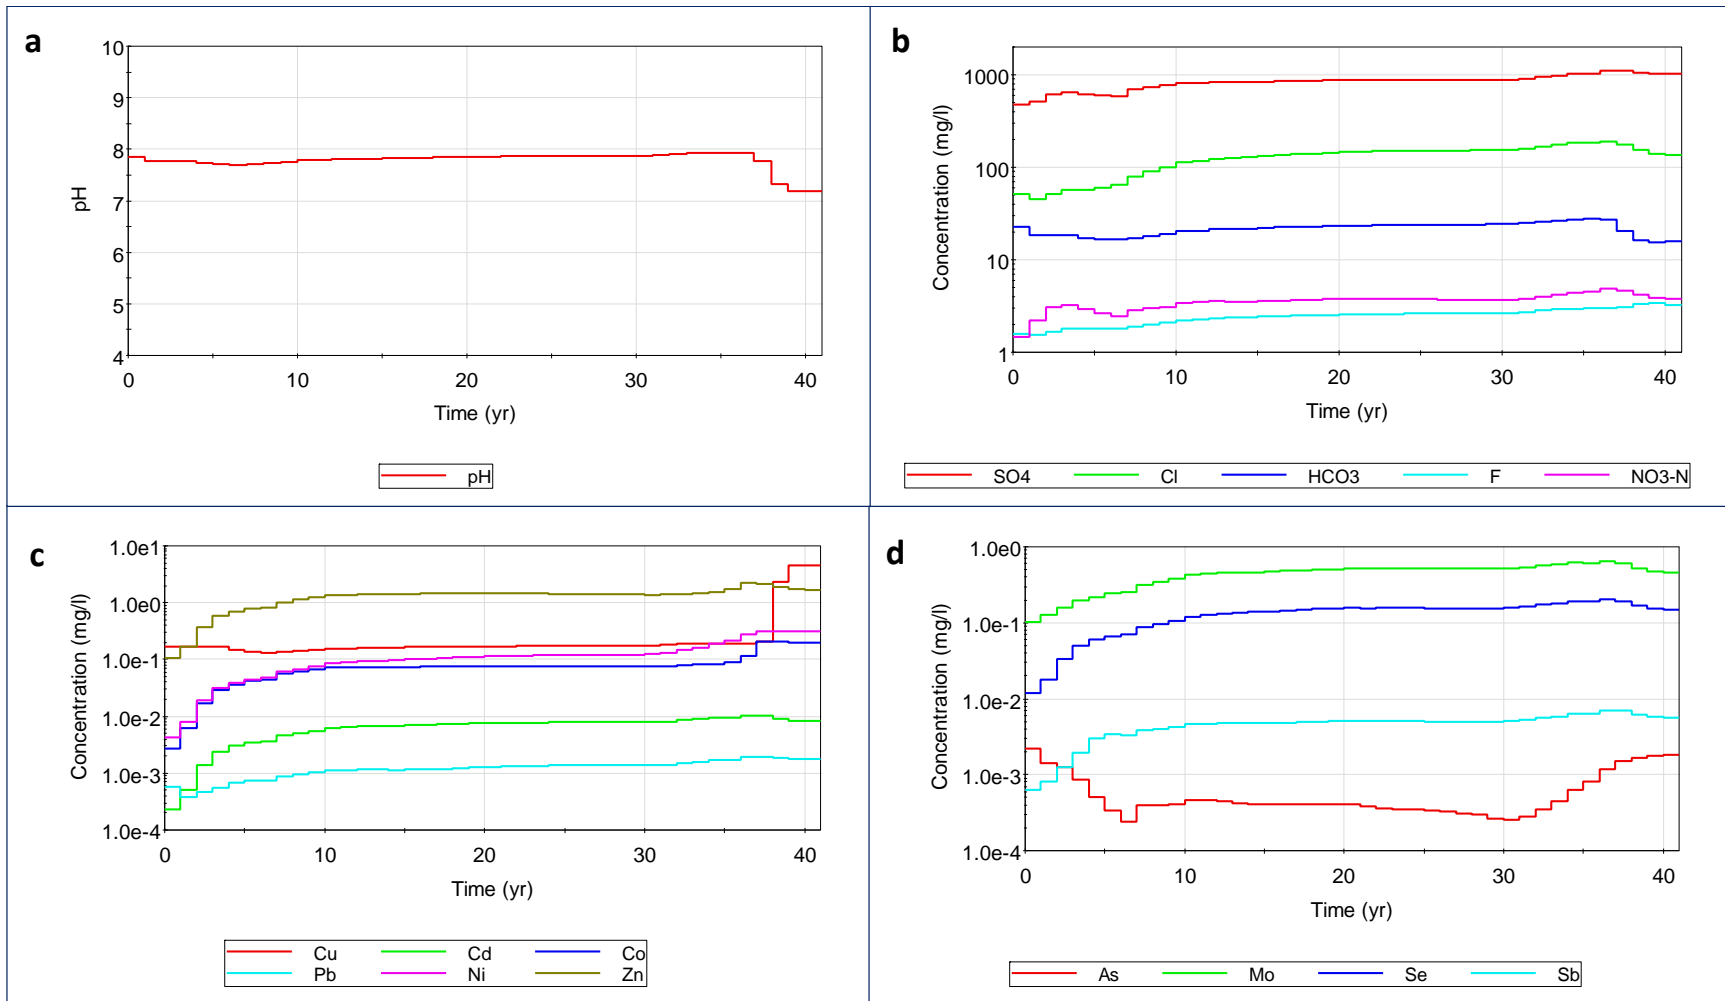 a
10
9
8
7
6
5
4
pH
0 10 20 30 40
Time (yr)
pH
b
1000
100
10
1
Concentration (mg/l)
0 10 20 30 40
Time (yr)
SO4 Cl HCO3 F NO3-N
c
1.0e1
1.0e0
1.0e-1
1.0e-2
1.0e-3
1.0e-4
Concentration (mg/l)
0 10 20 30 40
Time (yr)
Cu Cd Co
Pb Ni Zn
d
1.0e0
1.0e-1
1.0e-2
1.0e-3
1.0e-4
Concentration (mg/l)
0 10 20 30 40
Time (yr)
As Mo Se Sb